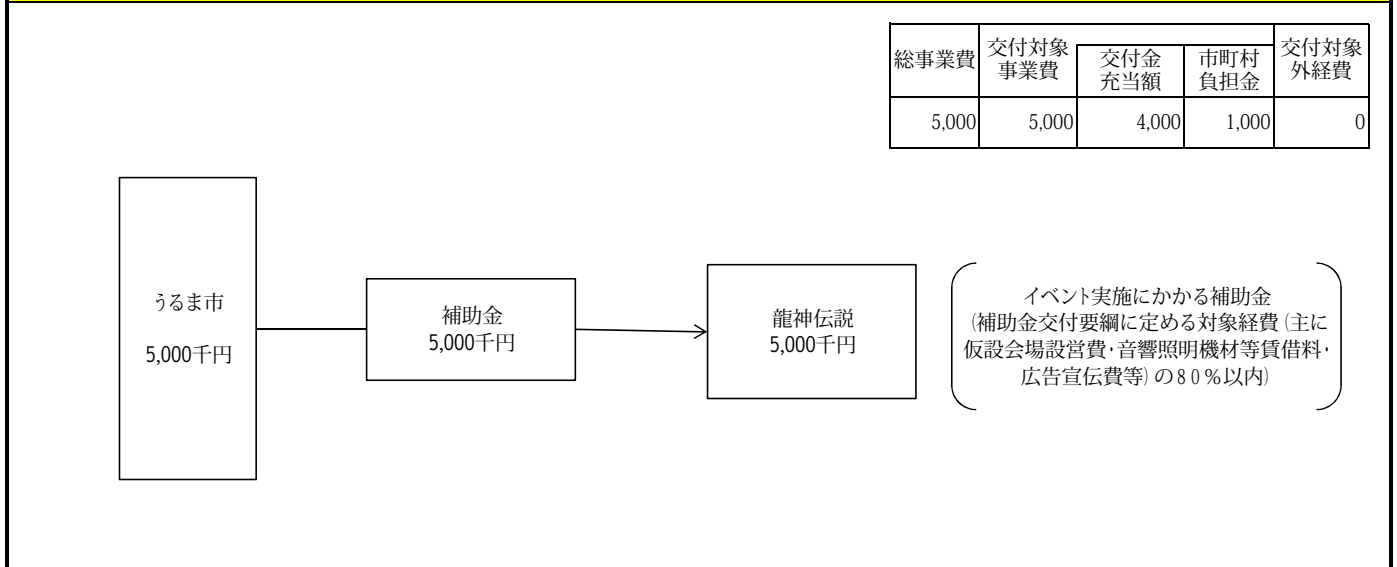 総事業費
交付対象
事業費
交付金
充当額
市町村
負担金
交付対象
外経費
5,000
5,000
4,000
1,000
0
うるま市
5,000千円
補助金
5,000千円
龍神伝説
5,000千円
イベント実施にかかる補助金
(補助金交付要綱に定める対象経費(主に
仮設会場設営費・音響照明機材等賃借料・
広告宣伝費等)の80%以内)